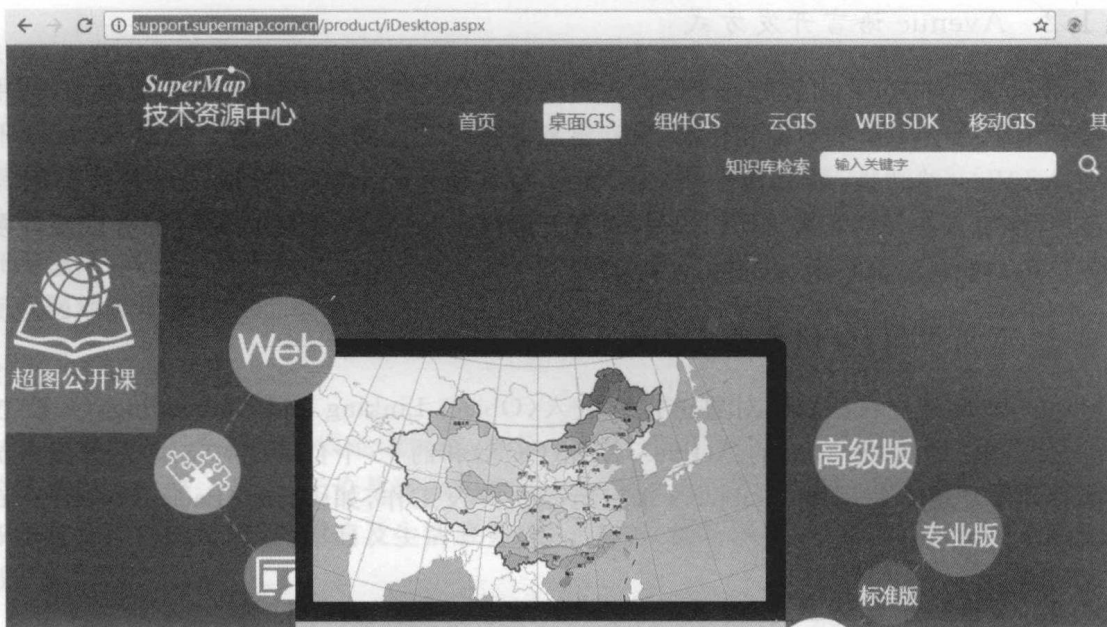 support.supermap.com.cn/product/iDesktop.aspx
SuperMap
技术资源中心
首页 桌面GIS 组件GIS 云GIS WEB SDK 移动GIS 其
知识库检索 输入关键字
超图公开课
Web
高级版
专业版
标准版